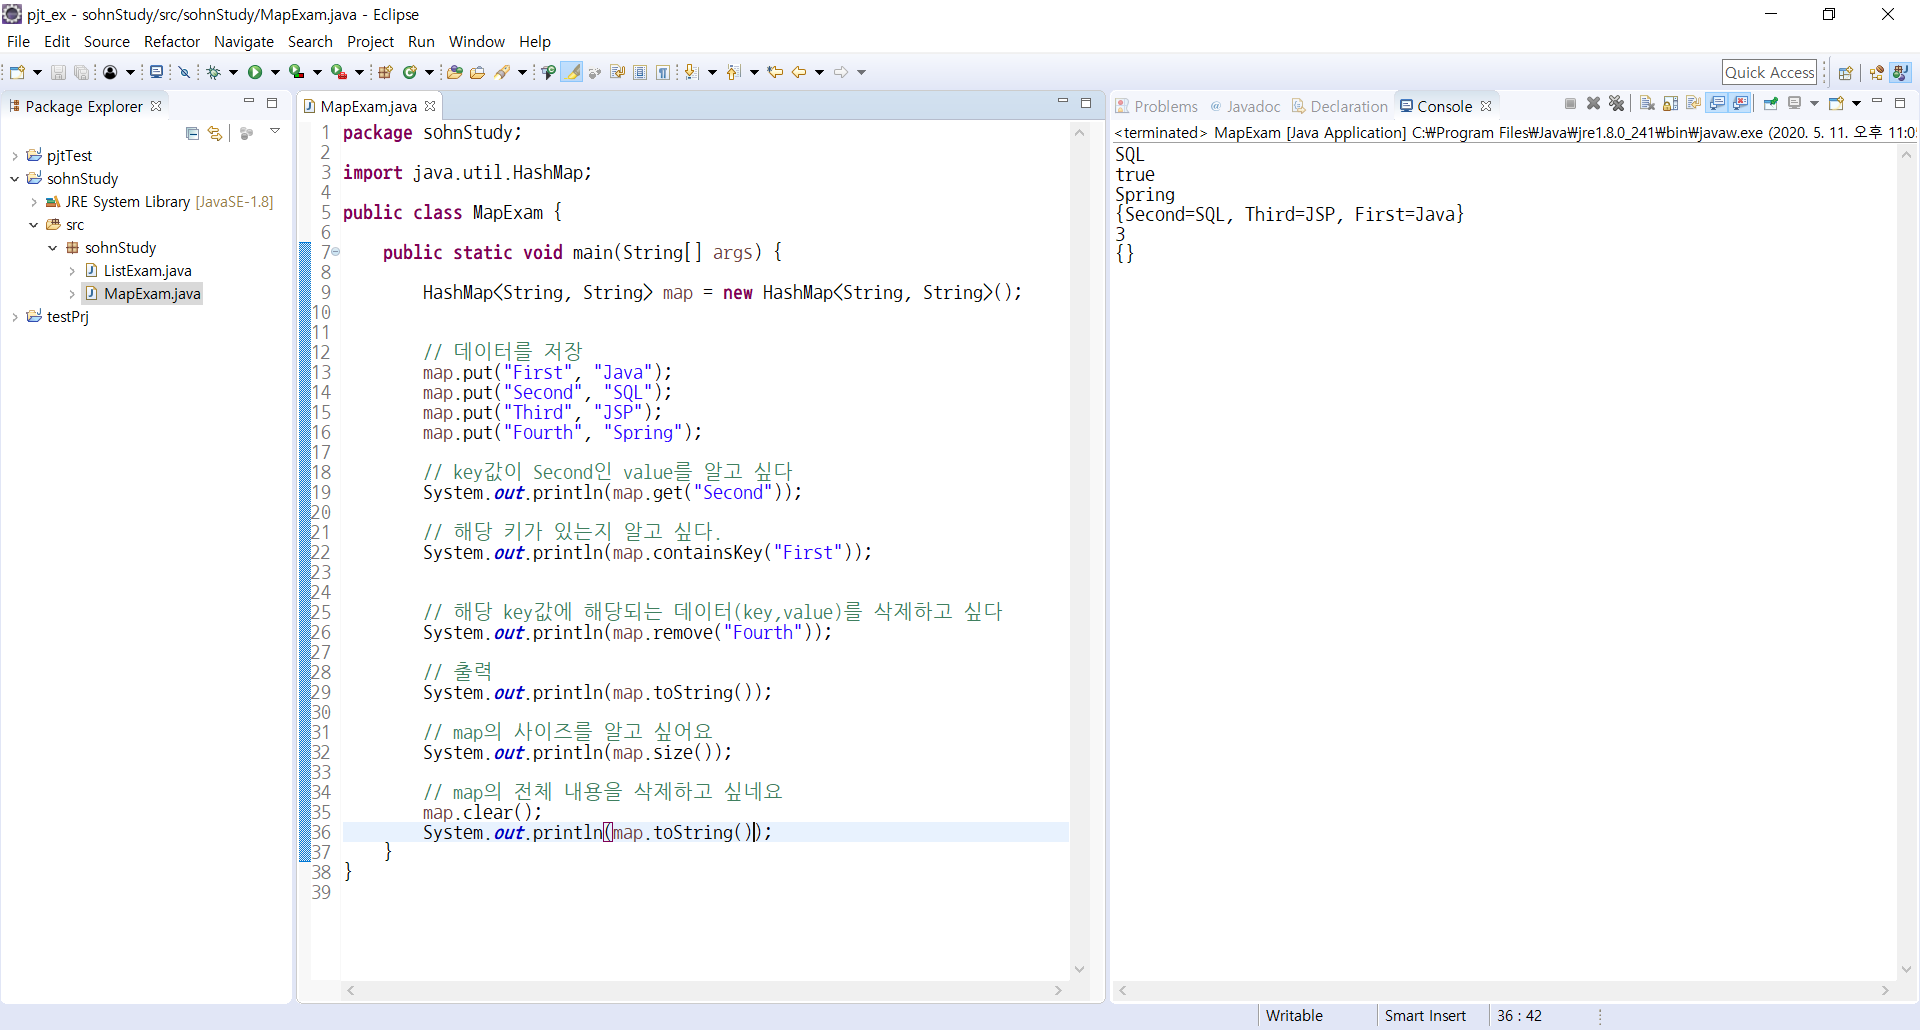 pjt_ex - sohnStudy/src/sohnStudy/MapExam.java - Eclipse
File Edit Source Refactor Navigate Search Project Run Window Help
Quick Access
Package Explorer
pjtTest
sohnStudy
JRE System Library [JavaSE-1.8]
src
sohnStudy
ListExam.java
MapExam.java
testPrj
MapExam.java
1 package sohnStudy;
2
3 import java.util.HashMap;
4
5 public class MapExam {
6
7 public static void main(String[] args) {
8
9 HashMap<String, String> map = new HashMap<String, String>();
10
11
12 // 데이터를 저장
13 map.put("First", "Java");
14 map.put("Second", "SQL");
15 map.put("Third", "JSP");
16 map.put("Fourth", "Spring");
17
18 // key값이 Second인 value를 알고 싶다
19 System.out.println(map.get("Second"));
20
21 // 해당 키가 있는지 알고 싶다.
22 System.out.println(map.containsKey("First"));
23
24
25 // 해당 key값에 해당되는 데이터(key,value)를 삭제하고 싶다
26 System.out.println(map.remove("Fourth"));
27
28 // 출력
29 System.out.println(map.toString());
30
31 // map의 사이즈를 알고 싶어요
32 System.out.println(map.size());
33
34 // map의 전체 내용을 삭제하고 싶네요
35 map.clear();
36 System.out.println(map.toString());
37 }
38 }
39
Problems Javadoc Declaration Console
<terminated> MapExam [Java Application] C:₩Program Files₩Java₩jre1.8.0_241₩bin₩javaw.exe (2020. 5. 11. 오후 11:0
SQL
true
Spring
{Second=SQL, Third=JSP, First=Java}
3
{}
Writable Smart Insert 36 : 42